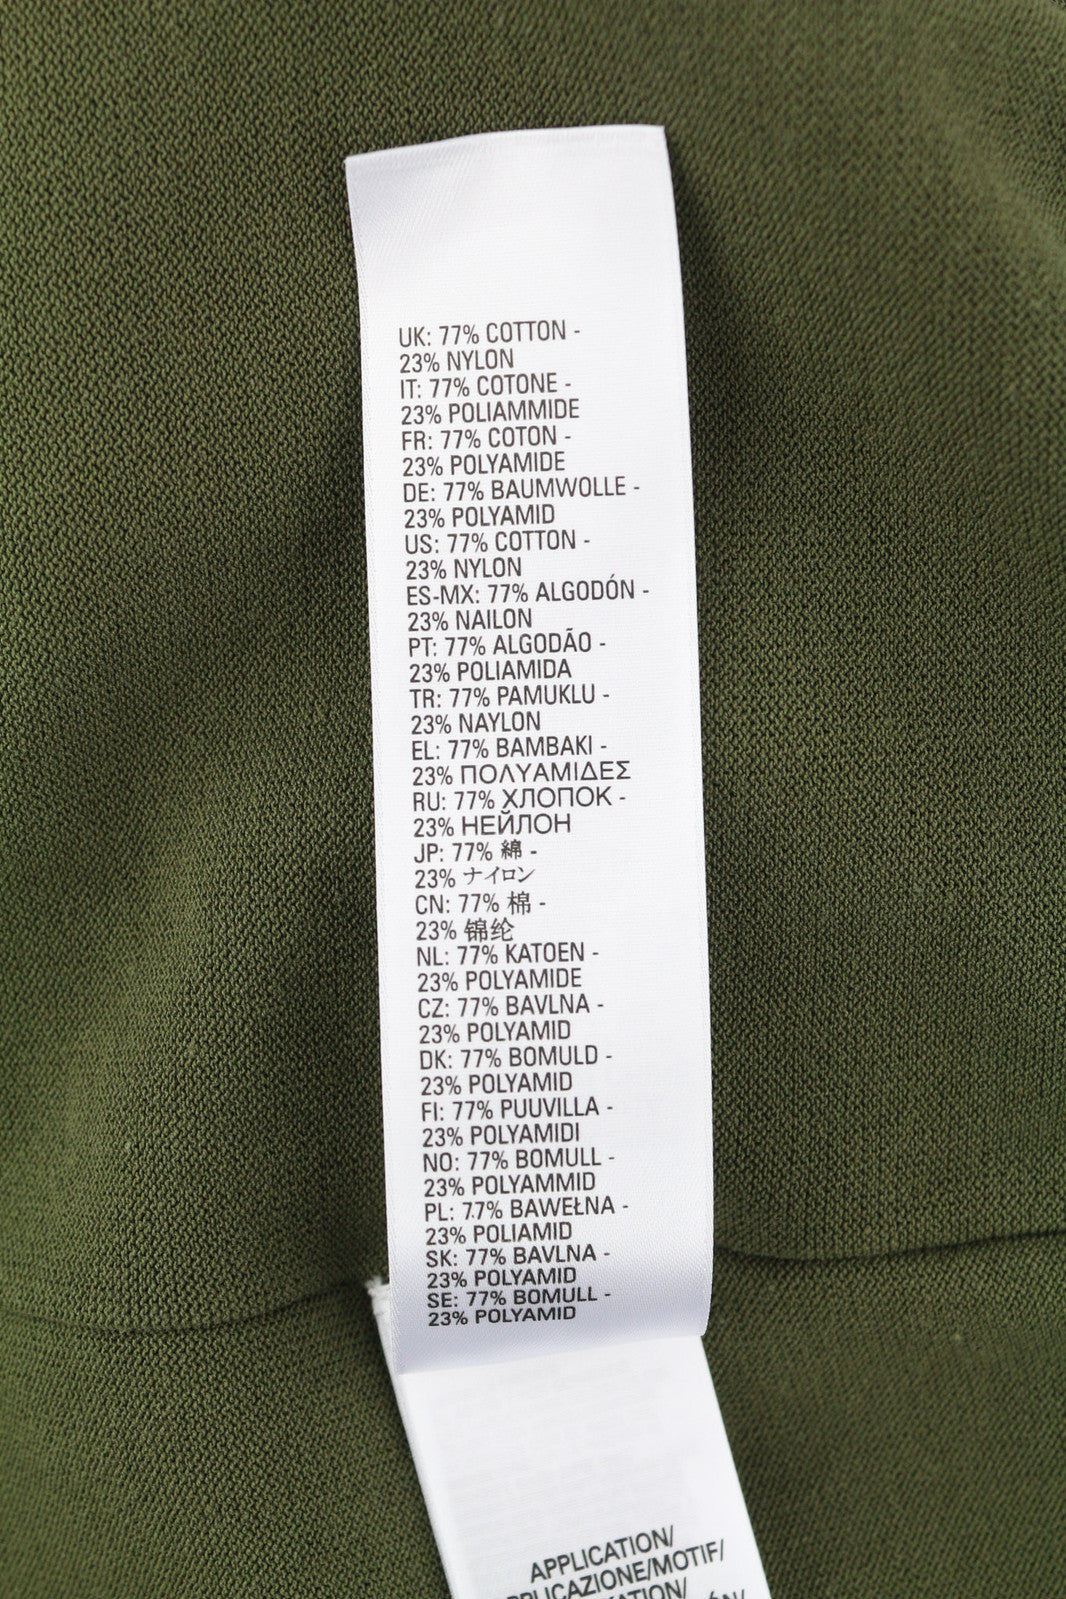 UK: 77% COTTON -
23% NYLON
IT: 77% COTONE -
23% POLIAMMIDE
FR: 77% COTON -
23% POLYAMIDE
DE: 77% BAUMWOLLE -
23% POLYAMID
US: 77% COTTON -
23% NYLON
ES-MX: 77% ALGODÓN -
23% NAILON
PT: 77% ALGODÃO -
23% POLIAMIDA
TR: 77% PAMUKLU -
23% NAYLON
EL: 77% BAMBAKI -
23% ΠΟΛΥΑΜΙΔΕΣ
RU: 77% ХЛОПОК -
23% НЕЙЛОН
JP: 77% 綿 -
23% ナイロン
CN: 77% 棉 -
23% 锦纶
NL: 77% KATOEN -
23% POLYAMIDE
CZ: 77% BAVLNA -
23% POLYAMID
DK: 77% BOMULD -
23% POLYAMID
FI: 77% PUUVILLA -
23% POLYAMIDI
NO: 77% BOMULL -
23% POLYAMMID
PL: 77% BAWEŁNA -
23% POLIAMID
SK: 77% BAVLNA -
23% POLYAMID
SE: 77% BOMULL -
23% POLYAMID
APPLICATION/
PLICAZIONE/MOTIF/